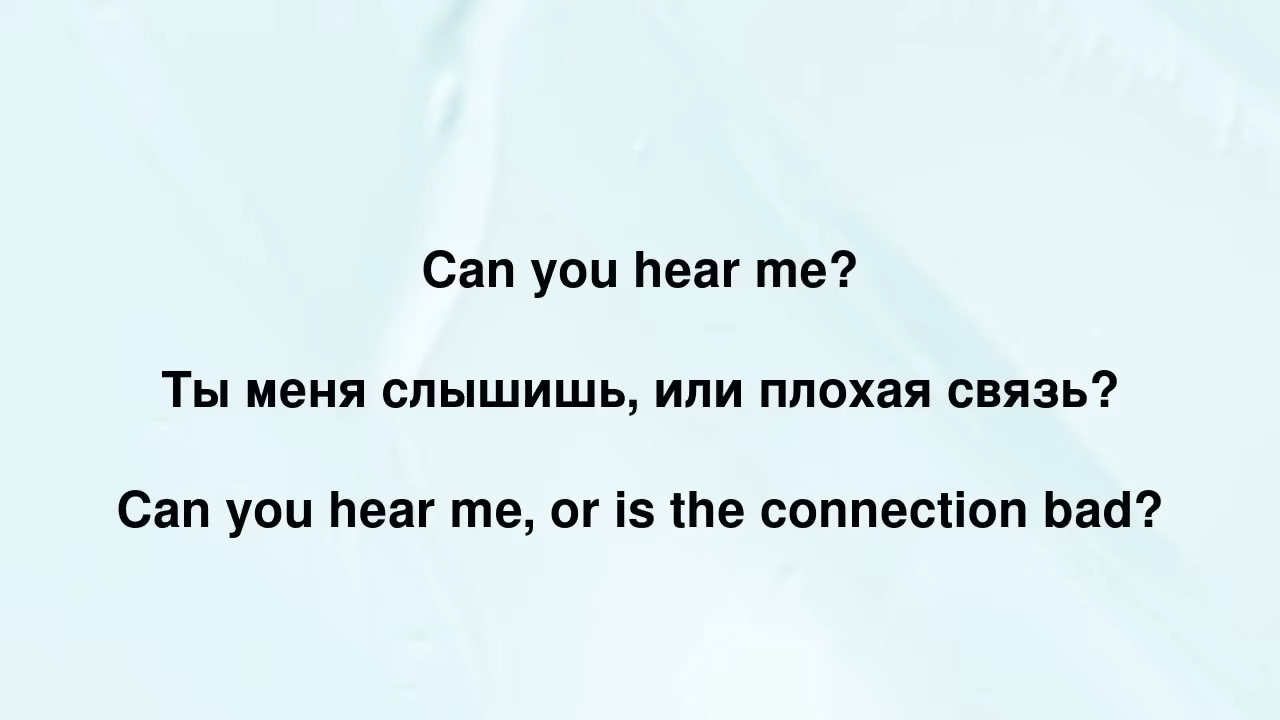 Can you hear me?
Ты меня слышишь, или плохая связь?
Can you hear me, or is the connection bad?